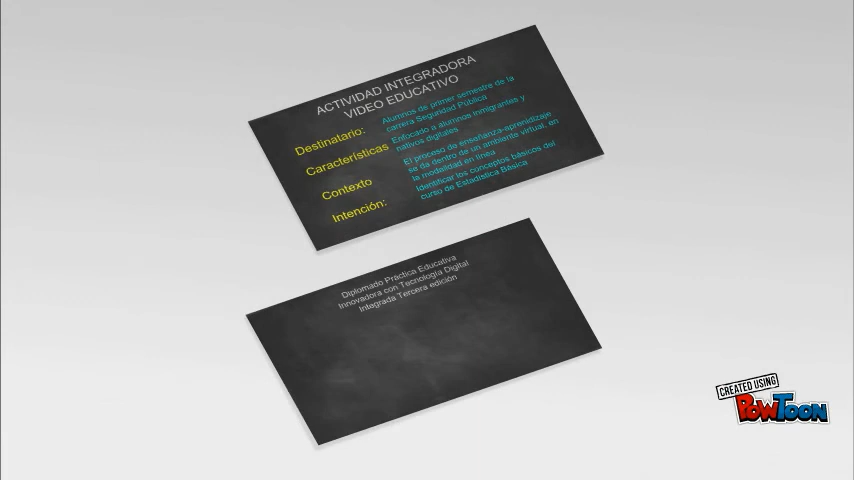 ACTIVIDAD INTEGRADORA
VIDEO EDUCATIVO
Destinatario:
Alumnos de primer semestre de la
carrera Seguridad Pública
Características
Enfocado a alumnos inmigrantes y
nativos digitales
Contexto
El proceso de enseñanza-aprendizaje
se da dentro de un ambiente virtual, en
la modalidad en línea
Intención:
Identificar los conceptos básicos del
curso de Estadística Básica
Diplomado Práctica Educativa
Innovadora con Tecnología Digital
Integrada Tercera edición
CREATED USING
POWTOON